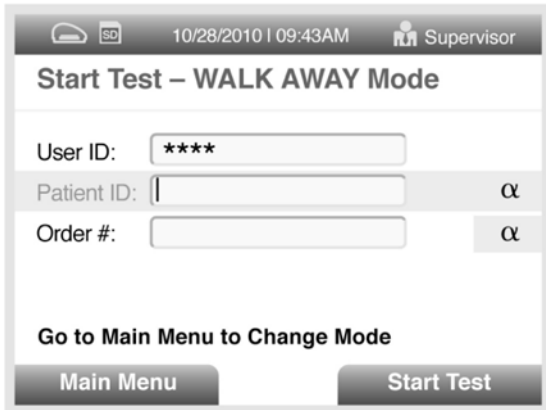 SD 10/28/2010 | 09:43AM Supervisor
Start Test – WALK AWAY Mode
User ID: ****
Patient ID: α
Order #: α
Go to Main Menu to Change Mode
Main Menu Start Test